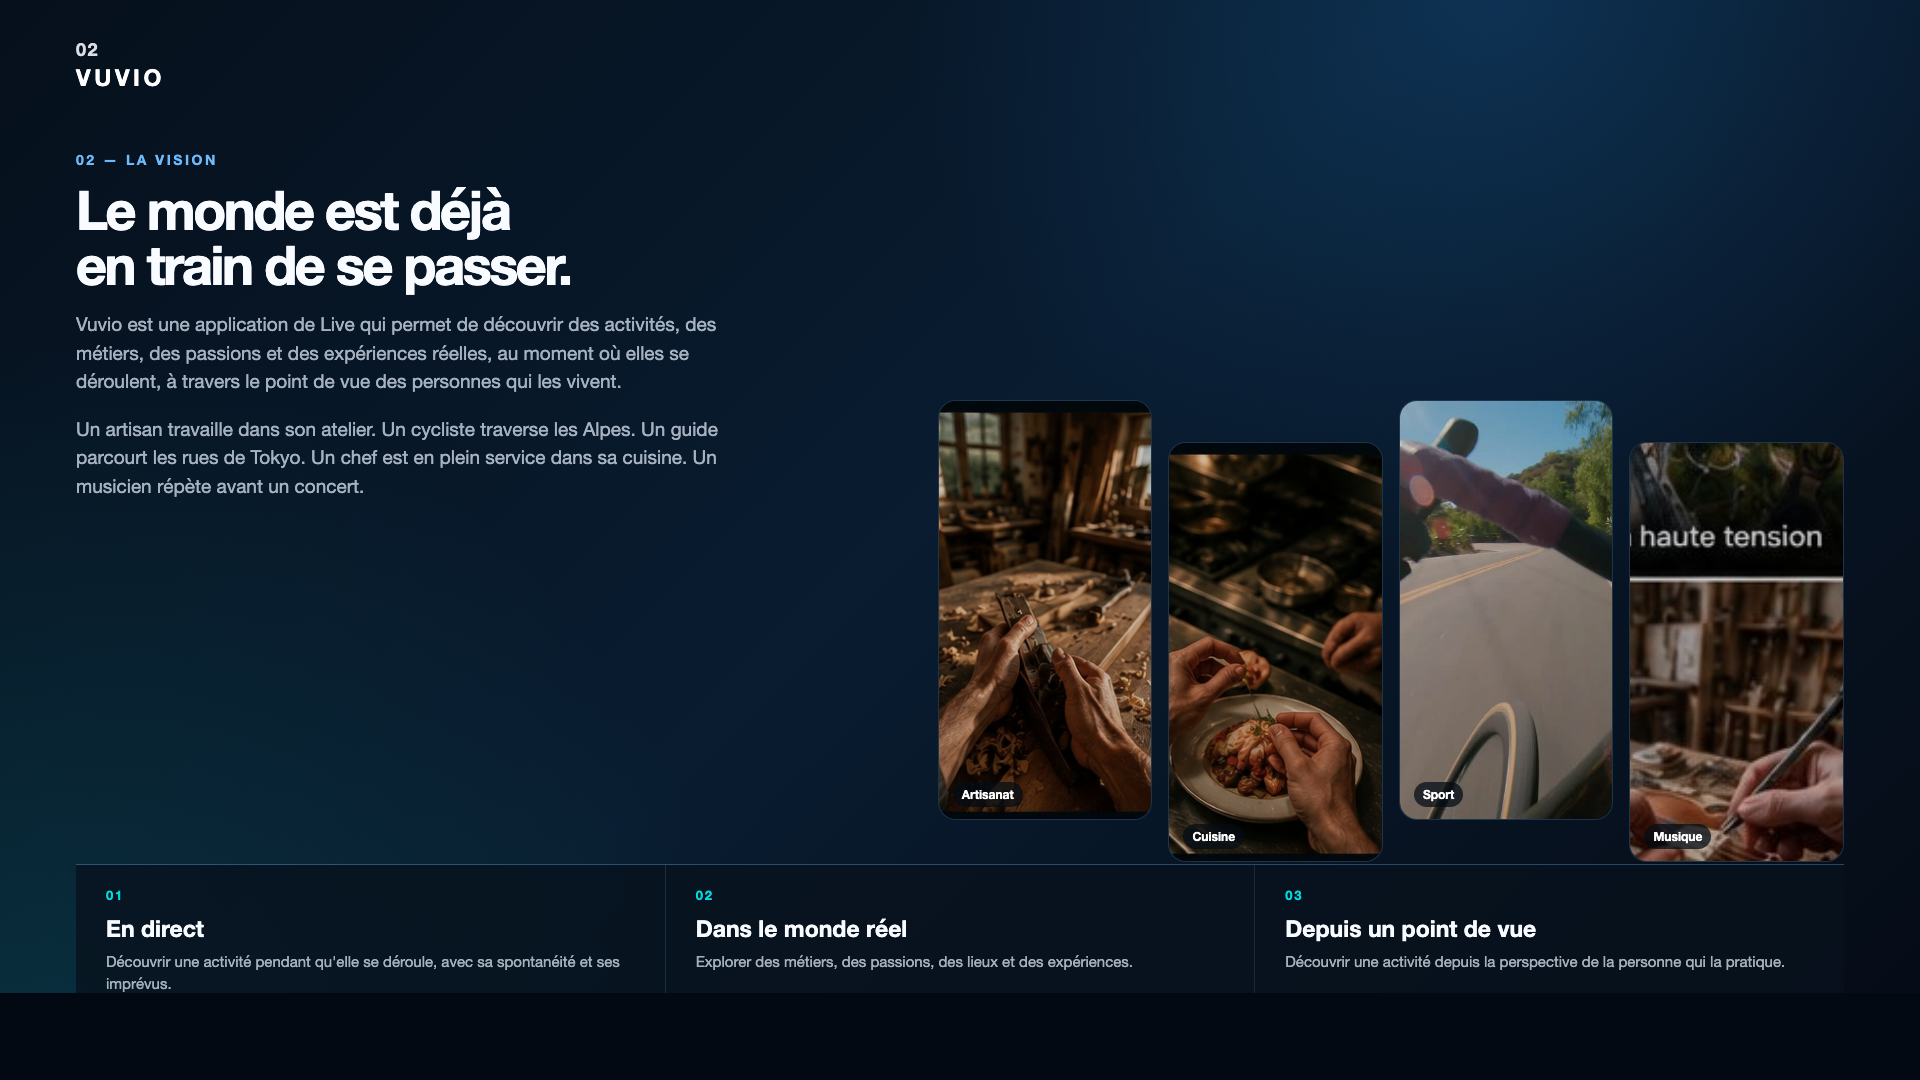 02
VUVIO
02 — LA VISION
Le monde est déjà
en train de se passer.
Vuvio est une application de Live qui permet de découvrir des activités, des
métiers, des passions et des expériences réelles, au moment où elles se
déroulent, à travers le point de vue des personnes qui les vivent.
Un artisan travaille dans son atelier. Un cycliste traverse les Alpes. Un guide
parcourt les rues de Tokyo. Un chef est en plein service dans sa cuisine. Un
musicien répète avant un concert.
haute tension
Artisanat
Cuisine
Sport
Musique
01
En direct
Découvrir une activité pendant qu'elle se déroule, avec sa spontanéité et ses
imprévus.
02
Dans le monde réel
Explorer des métiers, des passions, des lieux et des expériences.
03
Depuis un point de vue
Découvrir une activité depuis la perspective de la personne qui la pratique.